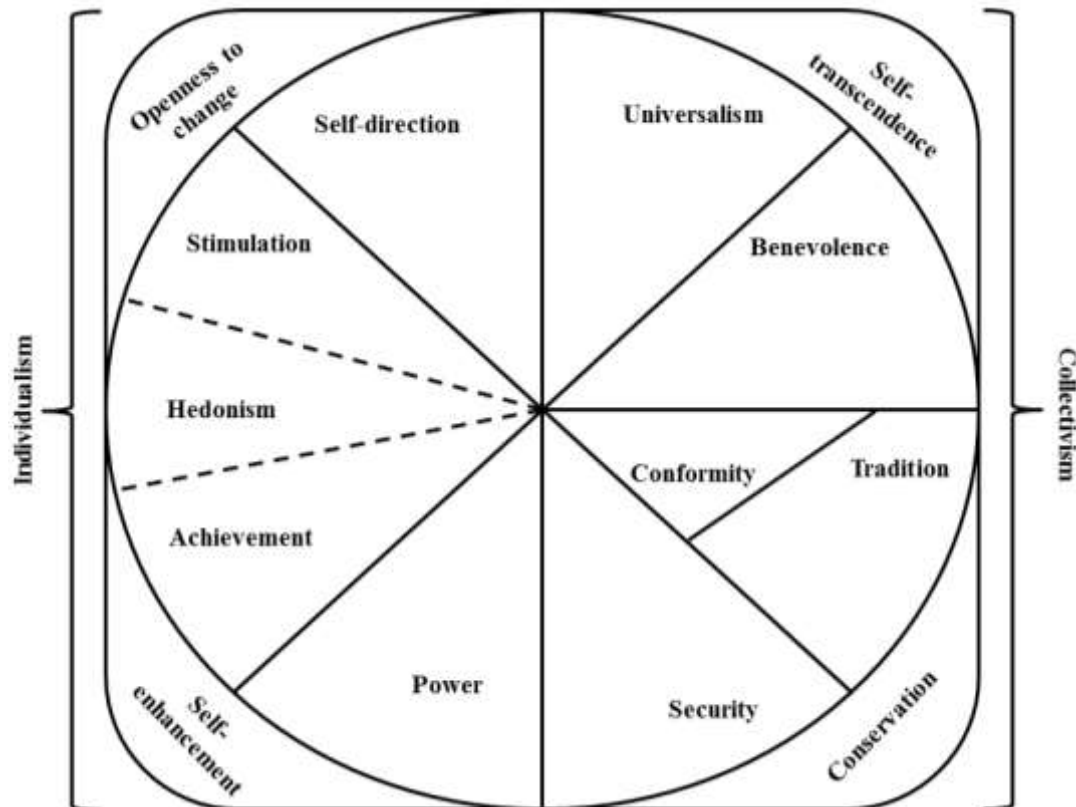 Openness to
change
Self-
transcendence
Self-direction
Universalism
Stimulation
Benevolence
Individualism
Hedonism
Collectivism
Conformity
Tradition
Achievement
Power
Security
Self-
enhancement
Conservation